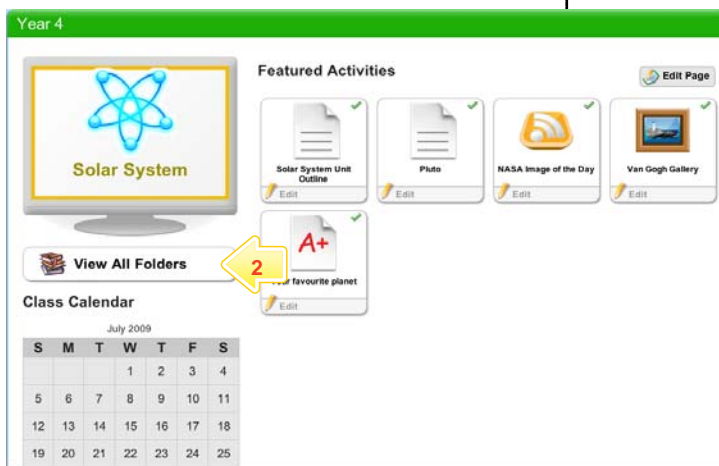 Year 4
Solar System
Featured Activities
Edit Page
Solar System Unit
Outline
Edit
Pluto
Edit
NASA Image of the Day
Edit
Van Gogh Gallery
Edit
A+
favourite planet
Edit
View All Folders
2
Class Calendar
July 2009
S M T W T F S
1 2 3 4
5 6 7 8 9 10 11
12 13 14 15 16 17 18
19 20 21 22 23 24 25